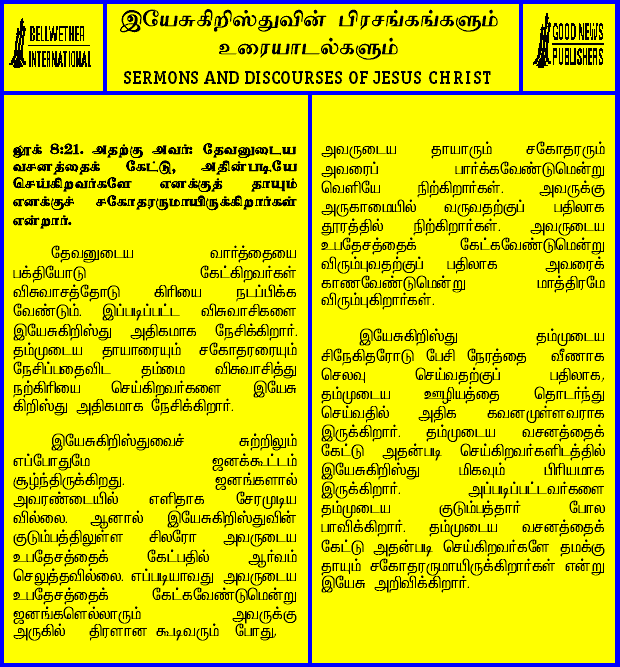 BELLWETHER
INTERNATIONAL
இயேசுகிறிஸ்துவின் பிரசங்கங்களும்
உரையாடல்களும்
SERMONS AND DISCOURSES OF JESUS CHRIST
GOOD NEWS
PUBLISHERS
லூக் 8:21. அதற்கு அவர்: தேவனுடைய
வசனத்தைக் கேட்டு, அதின்படியே
செய்கிறவர்களே எனக்குத் தாயும்
எனக்குச் சகோதரருமாயிருக்கிறார்கள்
என்றார்.
தேவனுடைய வார்த்தையை
பக்தியோடு கேட்கிறவர்கள்
விசுவாசத்தோடு கிரியை நடப்பிக்க
வேண்டும். இப்படிப்பட்ட விசுவாசிகளை
இயேசுகிறிஸ்து அதிகமாக நேசிக்கிறார்.
தம்முடைய தாயாரையும் சகோதரரையும்
நேசிப்பதைவிட தம்மை விசுவாசித்து
நற்கிரியை செய்கிறவர்களை இயேசு
கிறிஸ்து அதிகமாக நேசிக்கிறார்.
இயேசுகிறிஸ்துவைச் சுற்றிலும்
எப்போதுமே ஜனக்கூட்டம்
சூழ்ந்திருக்கிறது. ஜனங்களால்
அவரண்டையில் எளிதாக சேரமுடிய
வில்லை. ஆனால் இயேசுகிறிஸ்துவின்
குடும்பத்திலுள்ள சிலரோ அவருடைய
உபதேசத்தைக் கேட்பதில் ஆர்வம்
செலுத்தவில்லை. எப்படியாவது அவருடைய
உபதேசத்தைக் கேட்கவேண்டுமென்று
ஜனங்களெல்லாரும் அவருக்கு
அருகில் திரளான கூடிவரும் போது,
அவருடைய தாயாரும் சகோதரரும்
அவரைப் பார்க்கவேண்டுமென்று
வெளியே நிற்கிறார்கள். அவருக்கு
அருகாமையில் வருவதற்குப் பதிலாக
தூரத்தில் நிற்கிறார்கள். அவருடைய
உபதேசத்தைக் கேட்கவேண்டுமென்று
விரும்புவதற்குப் பதிலாக அவரைக்
காணவேண்டுமென்று மாத்திரமே
விரும்புகிறார்கள்.
இயேசுகிறிஸ்து தம்முடைய
சிநேகிதரோடு பேசி நேரத்தை வீணாக
செலவு செய்வதற்குப் பதிலாக,
தம்முடைய ஊழியத்தை தொடர்ந்து
செய்வதில் அதிக கவனமுள்ளவராக
இருக்கிறார். தம்முடைய வசனத்தைக்
கேட்டு அதன்படி செய்கிறவர்களிடத்தில்
இயேசுகிறிஸ்து மிகவும் பிரியமாக
இருக்கிறார். அப்படிப்பட்டவர்களை
தம்முடைய குடும்பத்தார் போல
பாவிக்கிறார். தம்முடைய வசனத்தைக்
கேட்டு அதன்படி செய்கிறவர்களே தமக்கு
தாயும் சகோதரருமாயிருக்கிறார்கள் என்று
இயேசு அறிவிக்கிறார்.